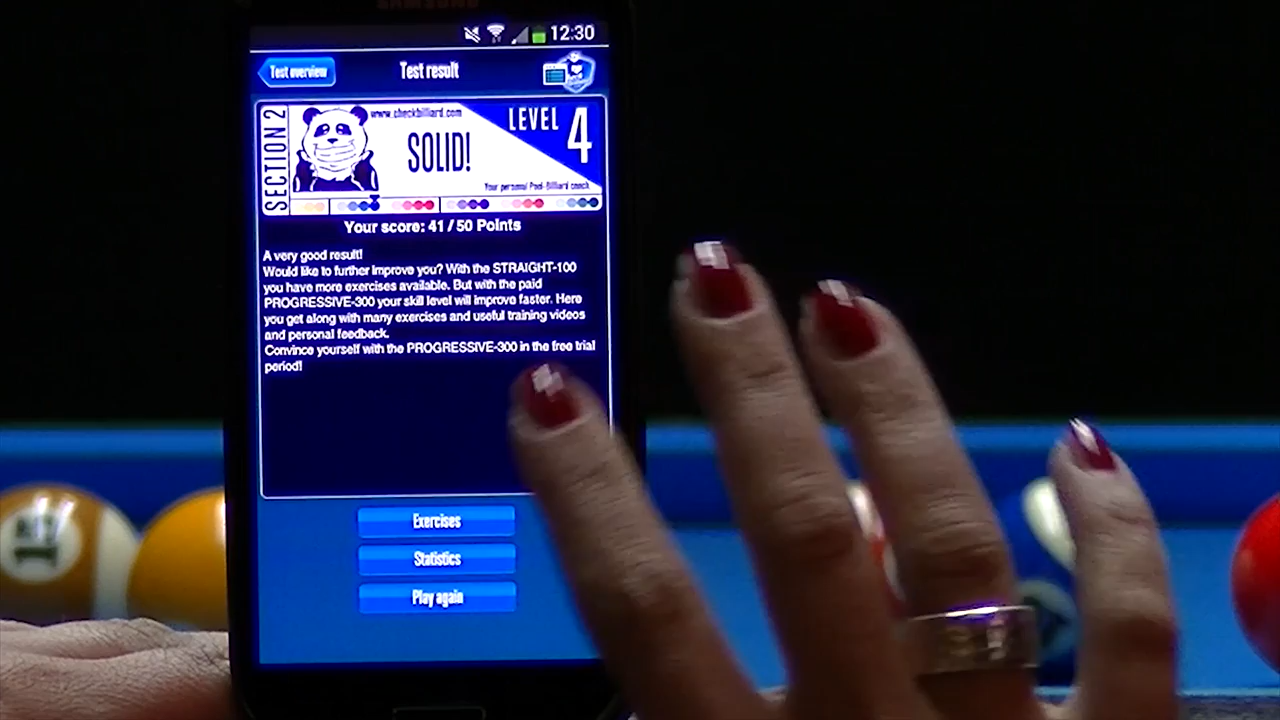 SAMSUNG
12:30
Test overview
Test result
SECTION 2
www.checkbilliard.com
SOLID!
LEVEL 4
Your personal Pool-Billiard coach
Your score: 41 / 50 Points
A very good result!
Would like to further improve you? With the STRAIGHT-100
you have more exercises available. But with the paid
PROGRESSIVE-300 your skill level will improve faster. Here
you get along with many exercises and useful training videos
and personal feedback.
Convince yourself with the PROGRESSIVE-300 in the free trial
period!
Exercises
Statistics
Play again